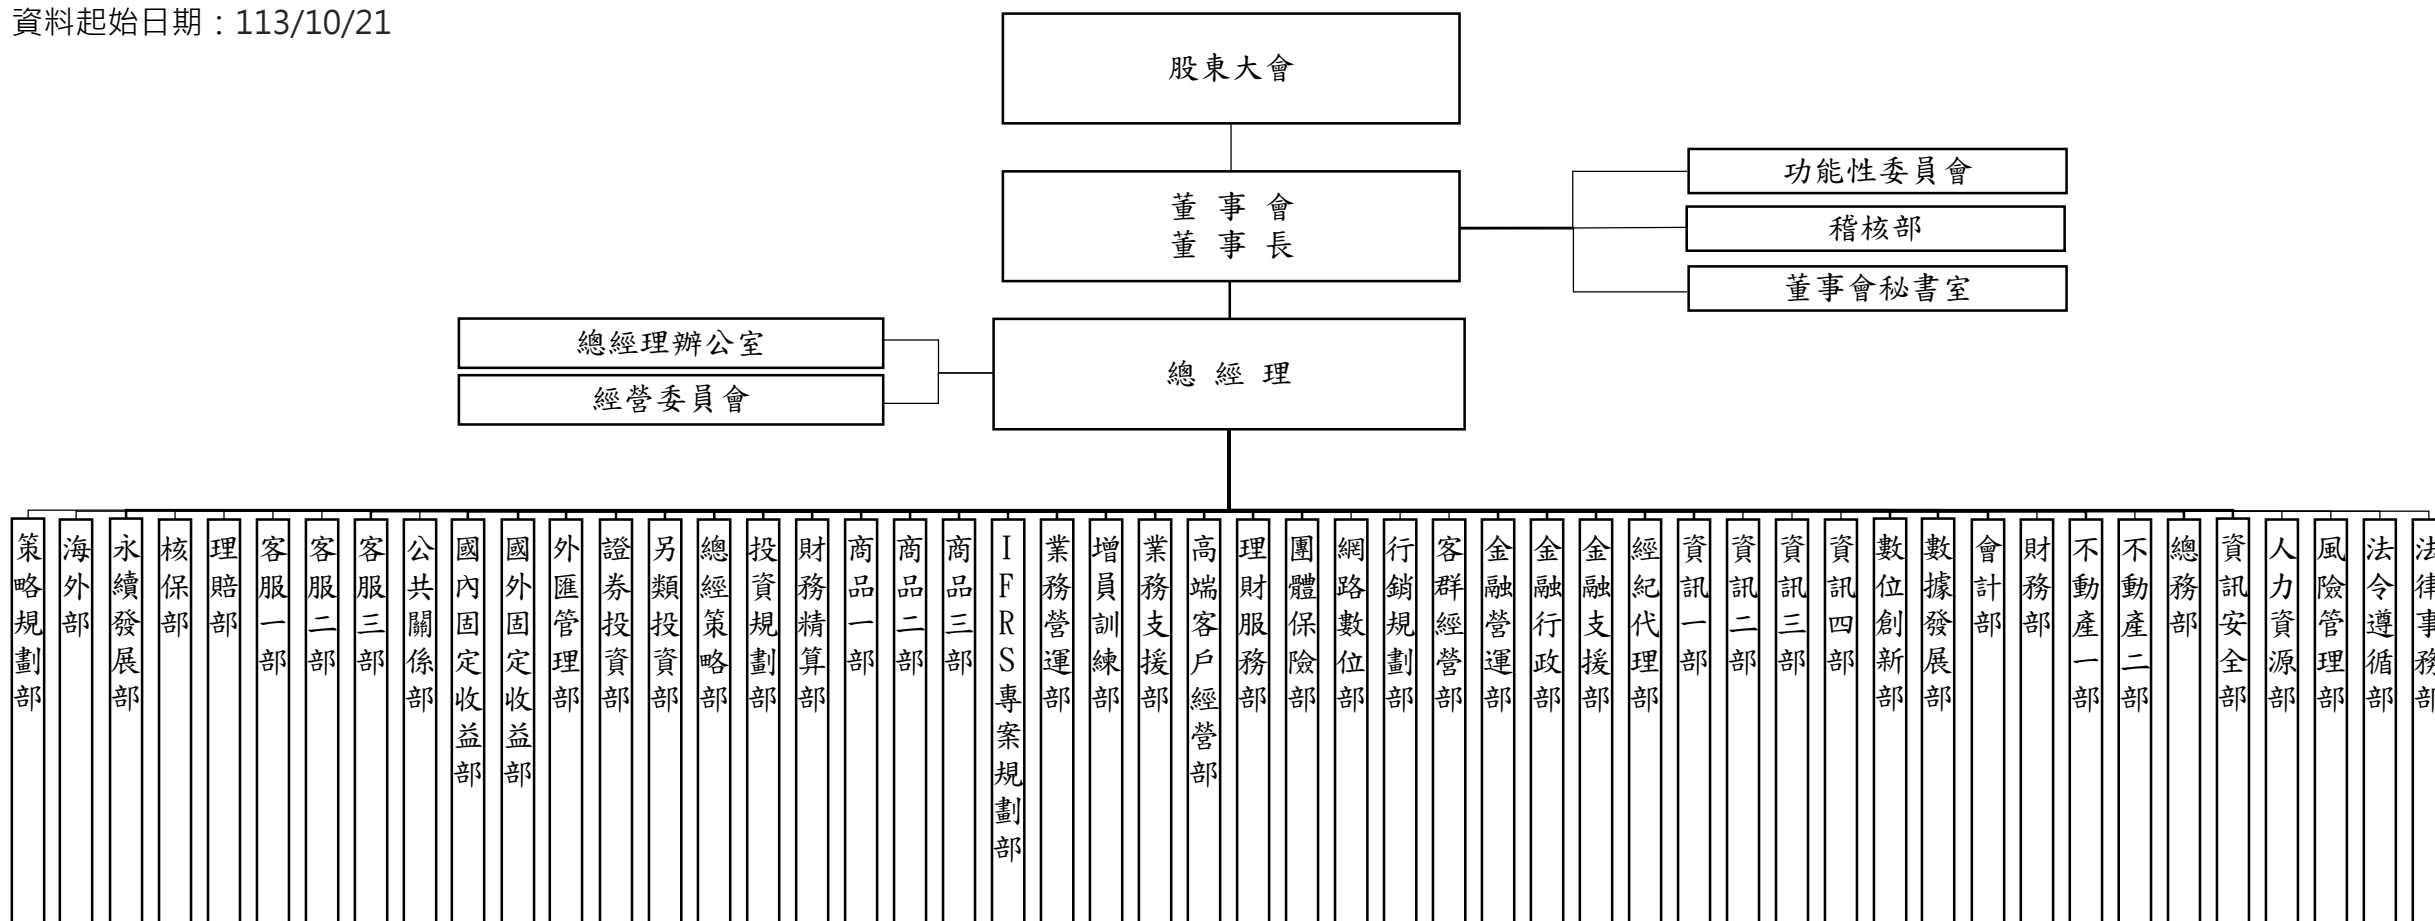 資料起始日期：113/10/21
股東大會
董事會
董事長
功能性委員會
稽核部
董事會秘書室
總經理辦公室
經營委員會
總經理
策略規劃部
海外部
永續發展部
核保部
理賠部
客服一部
客服二部
客服三部
公共關係部
國內固定收益部
國外固定收益部
外匯管理部
證券投資部
另類投資部
總經策略部
投資規劃部
財務精算部
商品一部
商品二部
商品三部
IFRS專案規劃部
業務營運部
增員訓練部
業務支援部
高端客戶經營部
理財服務部
團體保險部
網路數位部
行銷規劃部
客群經營部
金融營運部
金融行政部
金融支援部
經紀代理部
資訊一部
資訊二部
資訊三部
資訊四部
數位創新部
數據發展部
會計部
財務部
不動產一部
不動產二部
總務部
資訊安全部
人力資源部
風險管理部
法令遵循部
法律事務部